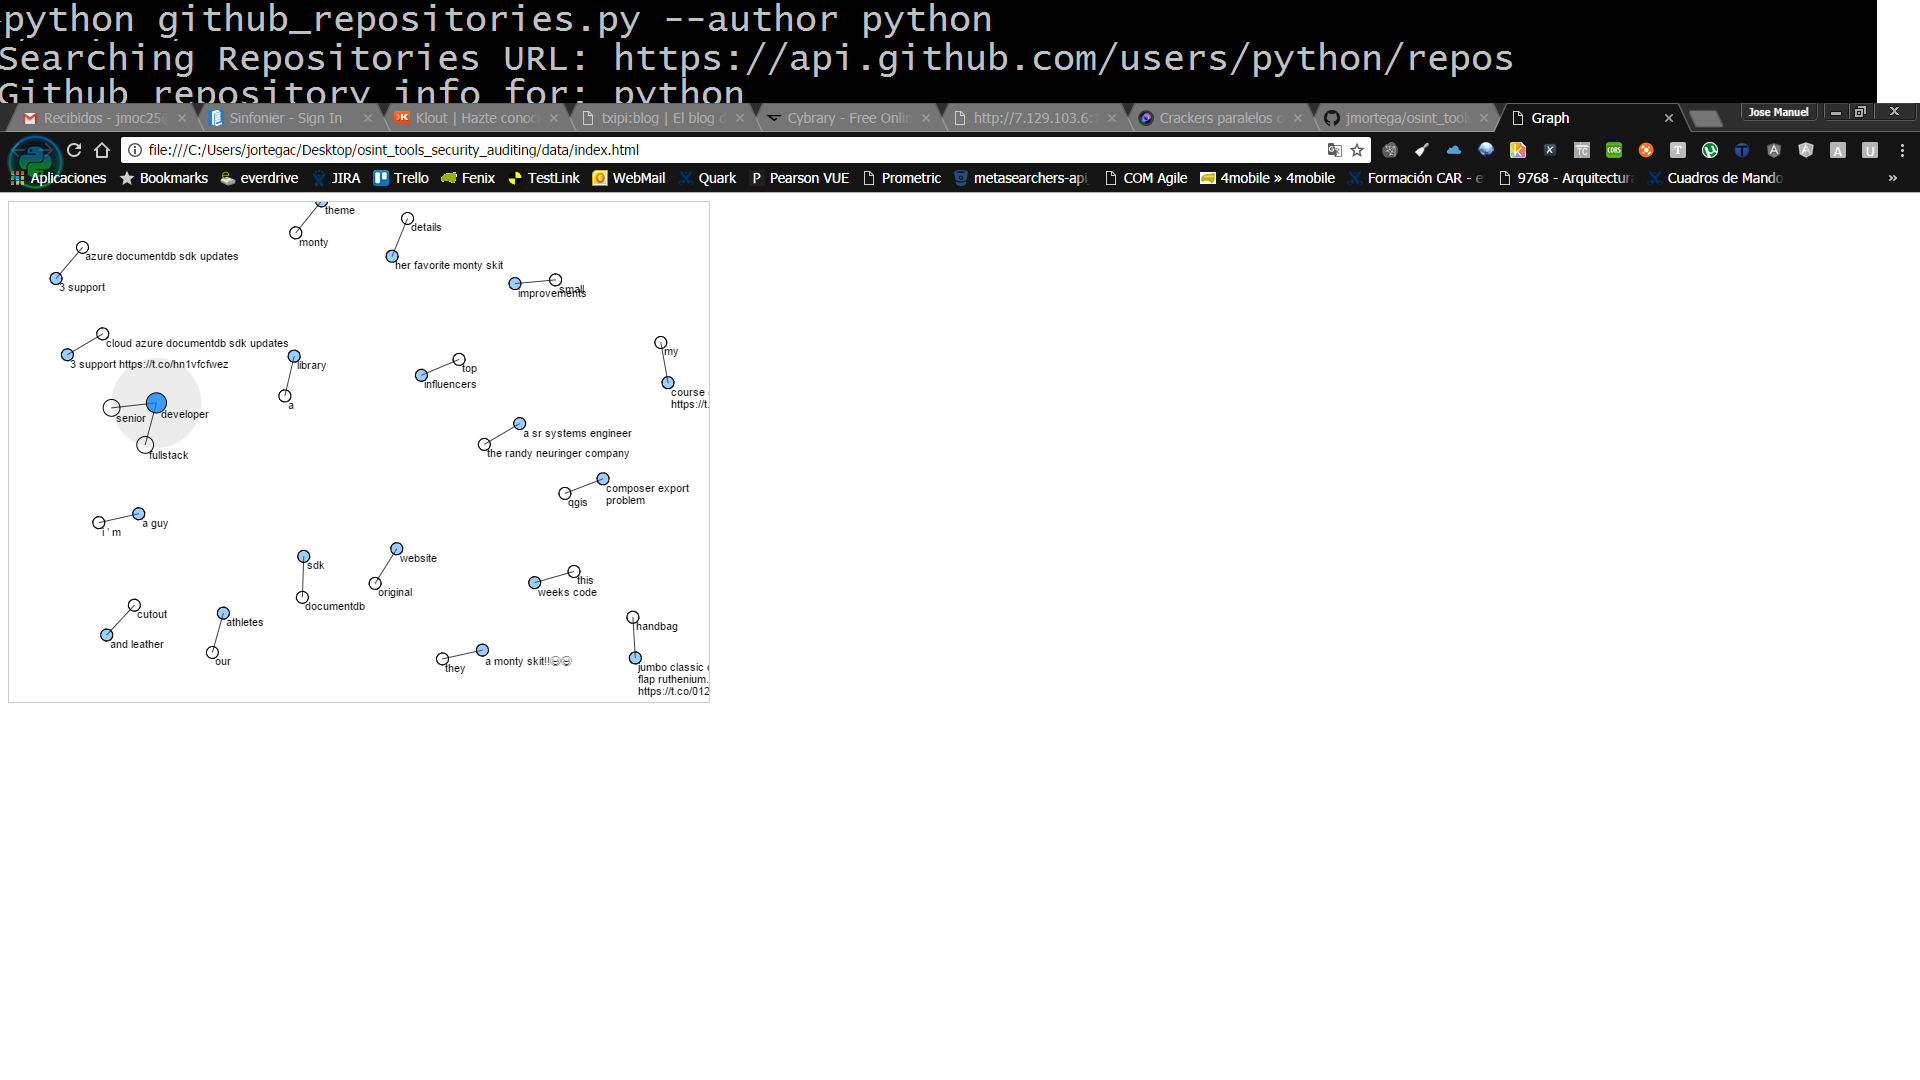 python github_repositories.py --author python
Searching Repositories URL: https://api.github.com/users/python/repos
Github repository info for: python
Recibidos - jmoc25
Sinfonier - Sign In
Klout | Hazte conoc
txipi:blog | El blog d
Cybrary - Free Onlin
http://7.129.103.6:
Crackers paralelos c
jmortega/osint_tool
Graph
Jose Manuel
file:///C:/Users/jortegac/Desktop/osint_tools_security_auditing/data/index.html
Aplicaciones
Bookmarks
everdrive
JIRA
Trello
Fenix
TestLink
WebMail
Quark
Pearson VUE
Prometric
metasearchers-api
COM Agile
4mobile » 4mobile
Formación CAR - e
9768 - Arquitectura
Cuadros de Mando
»
theme
monty
details
her favorite monty skit
azure documentdb sdk updates
3 support
improvements
small
cloud azure documentdb sdk updates
3 support https://t.co/hn1vfcfwez
library
a
top
influencers
my
course
https://t.
senior
developer
fullstack
a sr systems engineer
the randy neuringer company
composer export
problem
qgis
a guy
i ' m
sdk
documentdb
website
original
this
weeks code
cutout
and leather
athletes
our
they
a monty skit!!😂😂
handbag
jumbo classic
flap ruthenium.
https://t.co/012